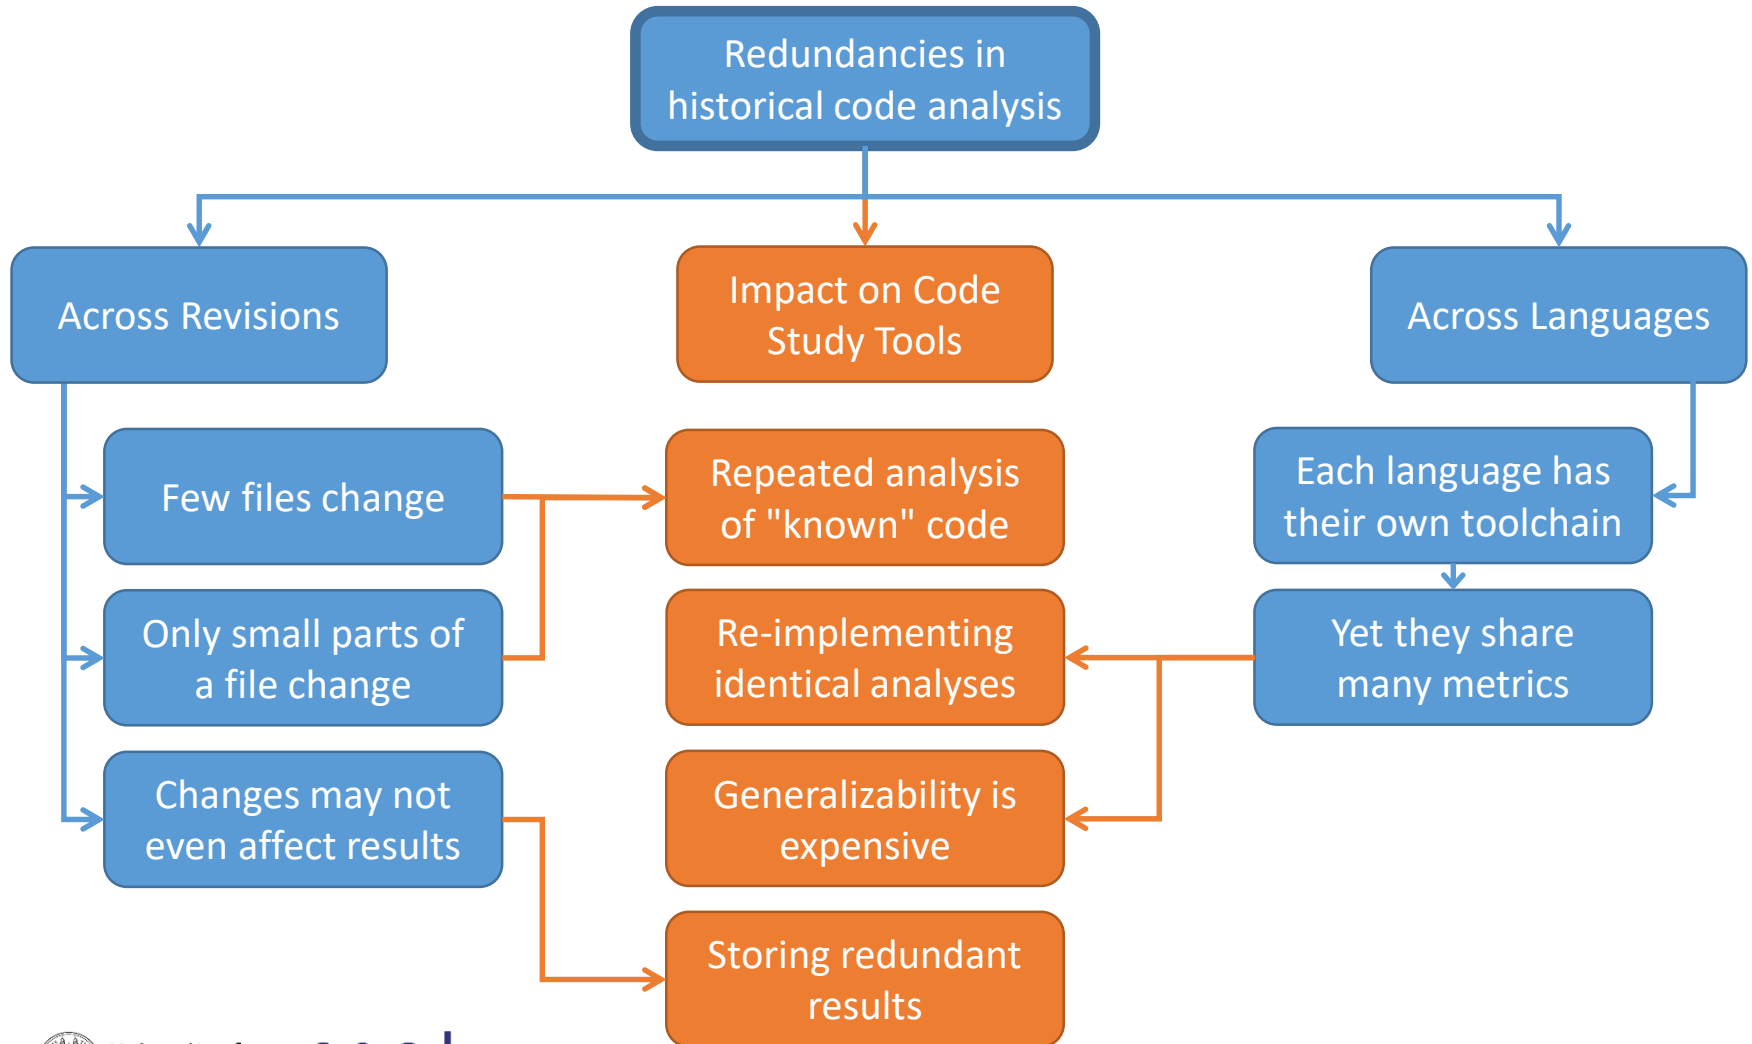 Redundancies in
historical code analysis
Across Revisions
Impact on Code
Study Tools
Across Languages
Few files change
Repeated analysis
of "known" code
Each language has
their own toolchain
Only small parts of
a file change
Re-implementing
identical analyses
Yet they share
many metrics
Changes may not
even affect results
Generalizability is
expensive
Storing redundant
results